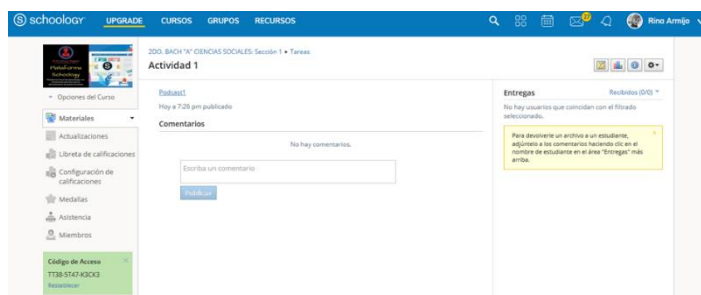 schoology UPGRADE CURSOS GRUPOS RECURSOS Rino Armijo
Plataforma
Schoology
Opciones del Curso
Materiales
Actualizaciones
Libreta de calificaciones
Configuración de
calificaciones
Medallas
Asistencia
Miembros
Código de Acceso
Restablecer
2DO. BACH "A" CIENCIAS SOCIALES: Sección 1 ▸ Tareas
Actividad 1
Podcast1
Hoy a 7:26 pm publicado
Comentarios
No hay comentarios.
Escriba un comentario
Publicar
Entregas Recibidos (0/0)
No hay usuarios que coincidan con el filtrado
seleccionado.
Para devolverle un archivo a un estudiante,
adjúntelo a los comentarios haciendo clic en el
nombre de estudiante en el área "Entregas" más
arriba.